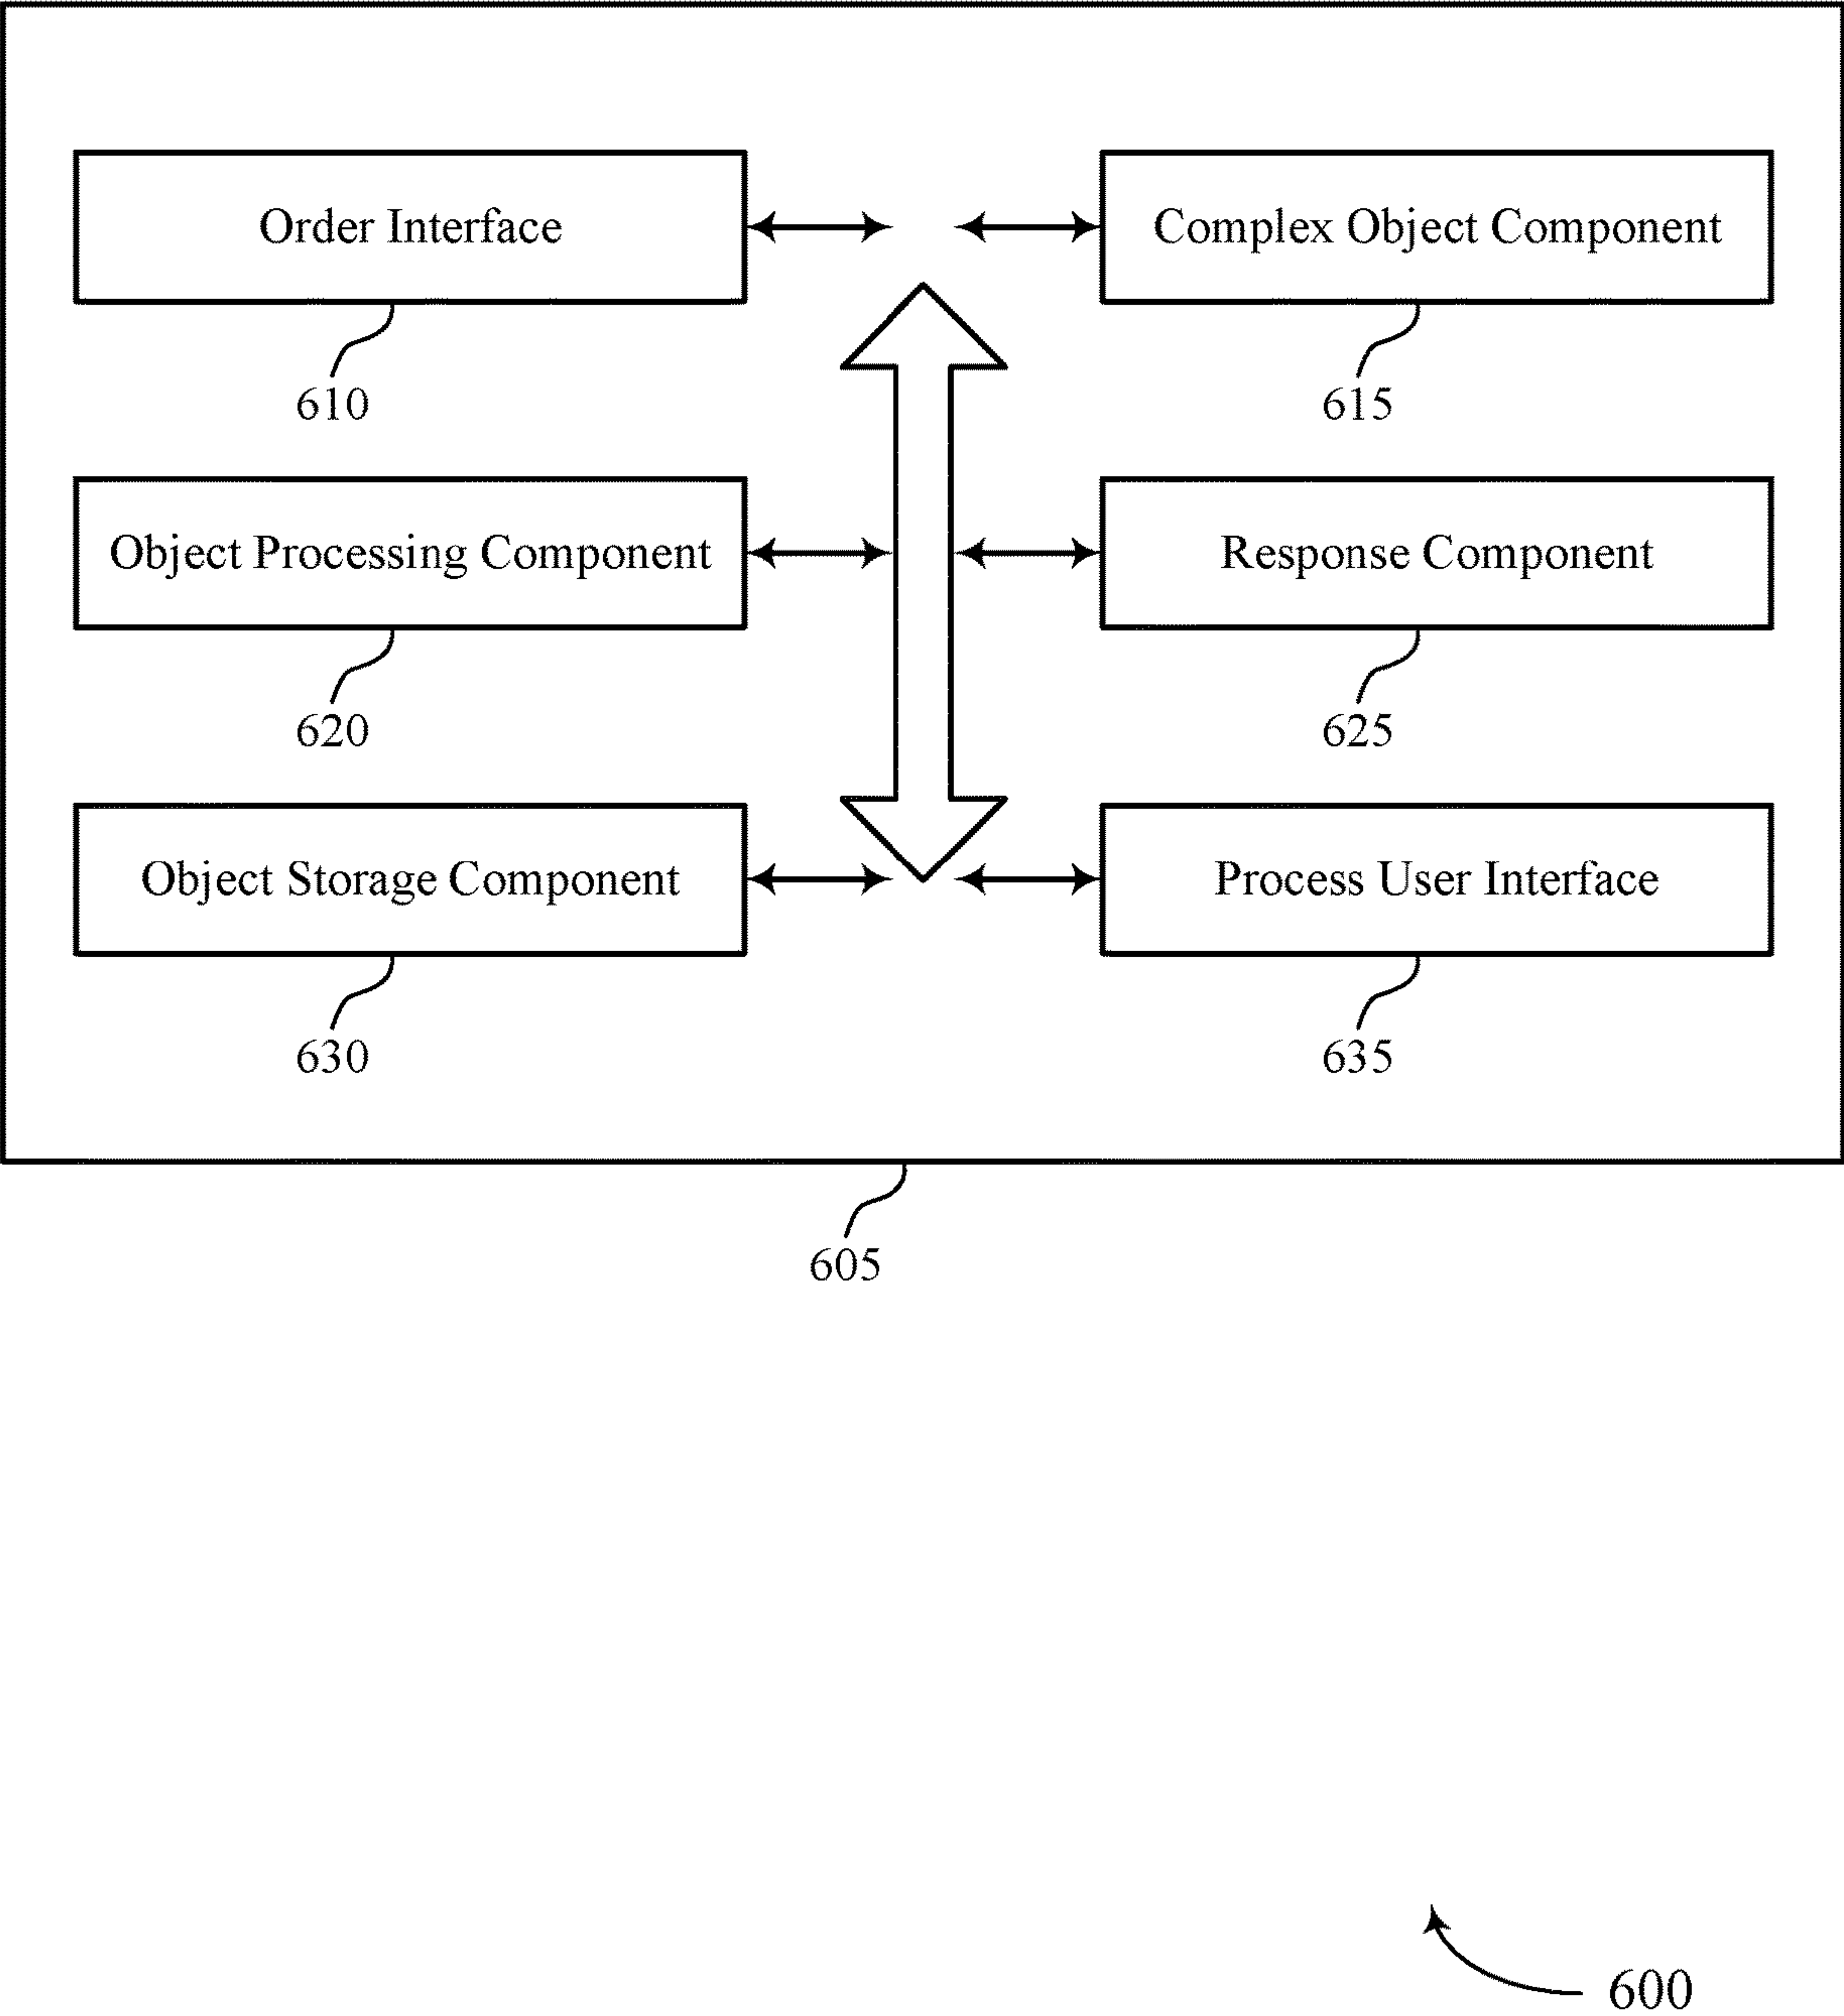 Order Interface
Complex Object Component
610
615
Object Processing Component
Response Component
620
625
Object Storage Component
Process User Interface
630
635
605
600